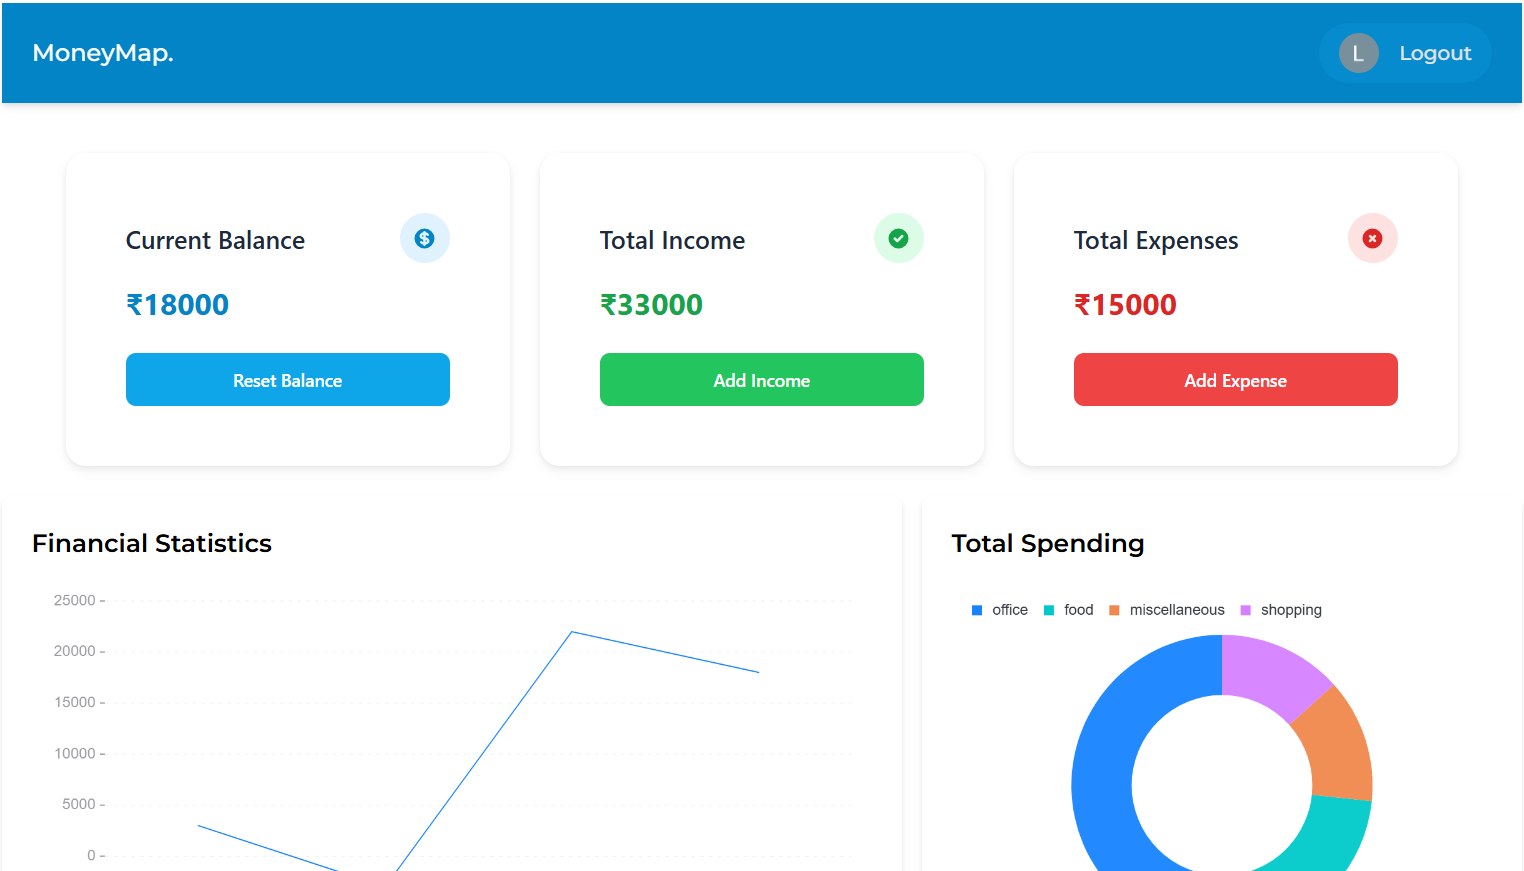 MoneyMap.
L Logout
Current Balance
₹18000
Reset Balance
Total Income
₹33000
Add Income
Total Expenses
₹15000
Add Expense
Financial Statistics
25000
20000
15000
10000
5000
0
Total Spending
office food miscellaneous shopping